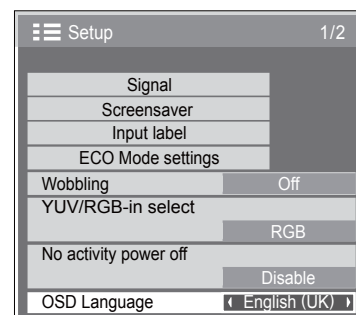 Setup 1/2
Signal
Screensaver
Input label
ECO Mode settings
Wobbling Off
YUV/RGB-in select
RGB
No activity power off
Disable
OSD Language English (UK)